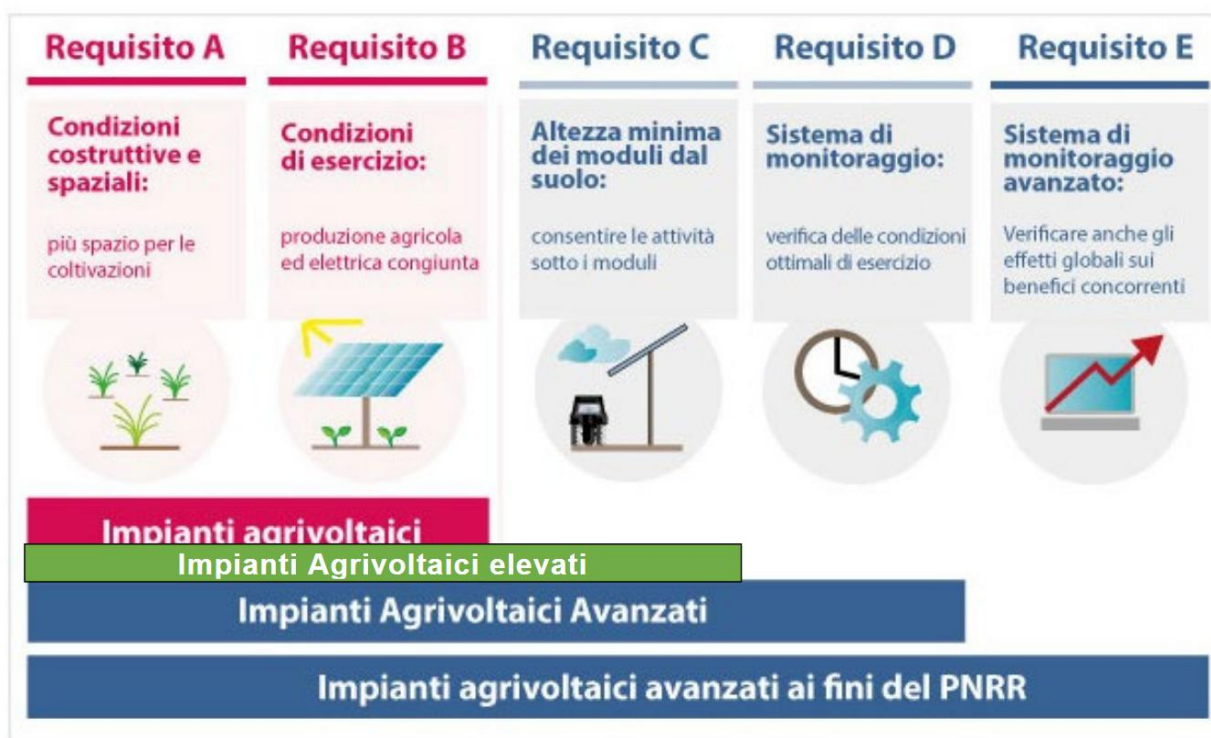 Requisito A
Requisito B
Requisito C
Requisito D
Requisito E
Condizioni
costruttive e
spaziali:
più spazio per le
coltivazioni
Condizioni
di esercizio:
produzione agricola
ed elettrica congiunta
Altezza minima
dei moduli dal
suolo:
consentire le attività
sotto i moduli
Sistema di
monitoraggio:
verifica delle condizioni
ottimali di esercizio
Sistema di
monitoraggio
avanzato:
Verificare anche gli
effetti globali sui
benefici concorrenti
Impianti agrivoltaici
Impianti Agrivoltaici elevati
Impianti Agrivoltaici Avanzati
Impianti agrivoltaici avanzati ai fini del PNRR